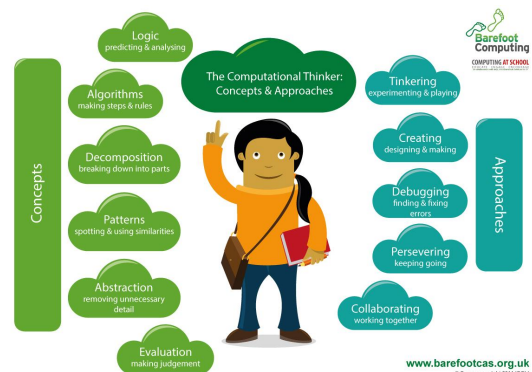 Logic
predicting & analysing
Barefoot
Computing
COMPUTING AT SCHOOL
The Computational Thinker:
Concepts & Approaches
Concepts
Algorithms
making steps & rules
Decomposition
breaking down into parts
Patterns
spotting & using similarities
Abstraction
removing unnecessary
detail
Evaluation
making judgement
Tinkering
experimenting & playing
Creating
designing & making
Debugging
finding & fixing
errors
Persevering
keeping going
Collaborating
working together
Approaches
www.barefootcas.org.uk